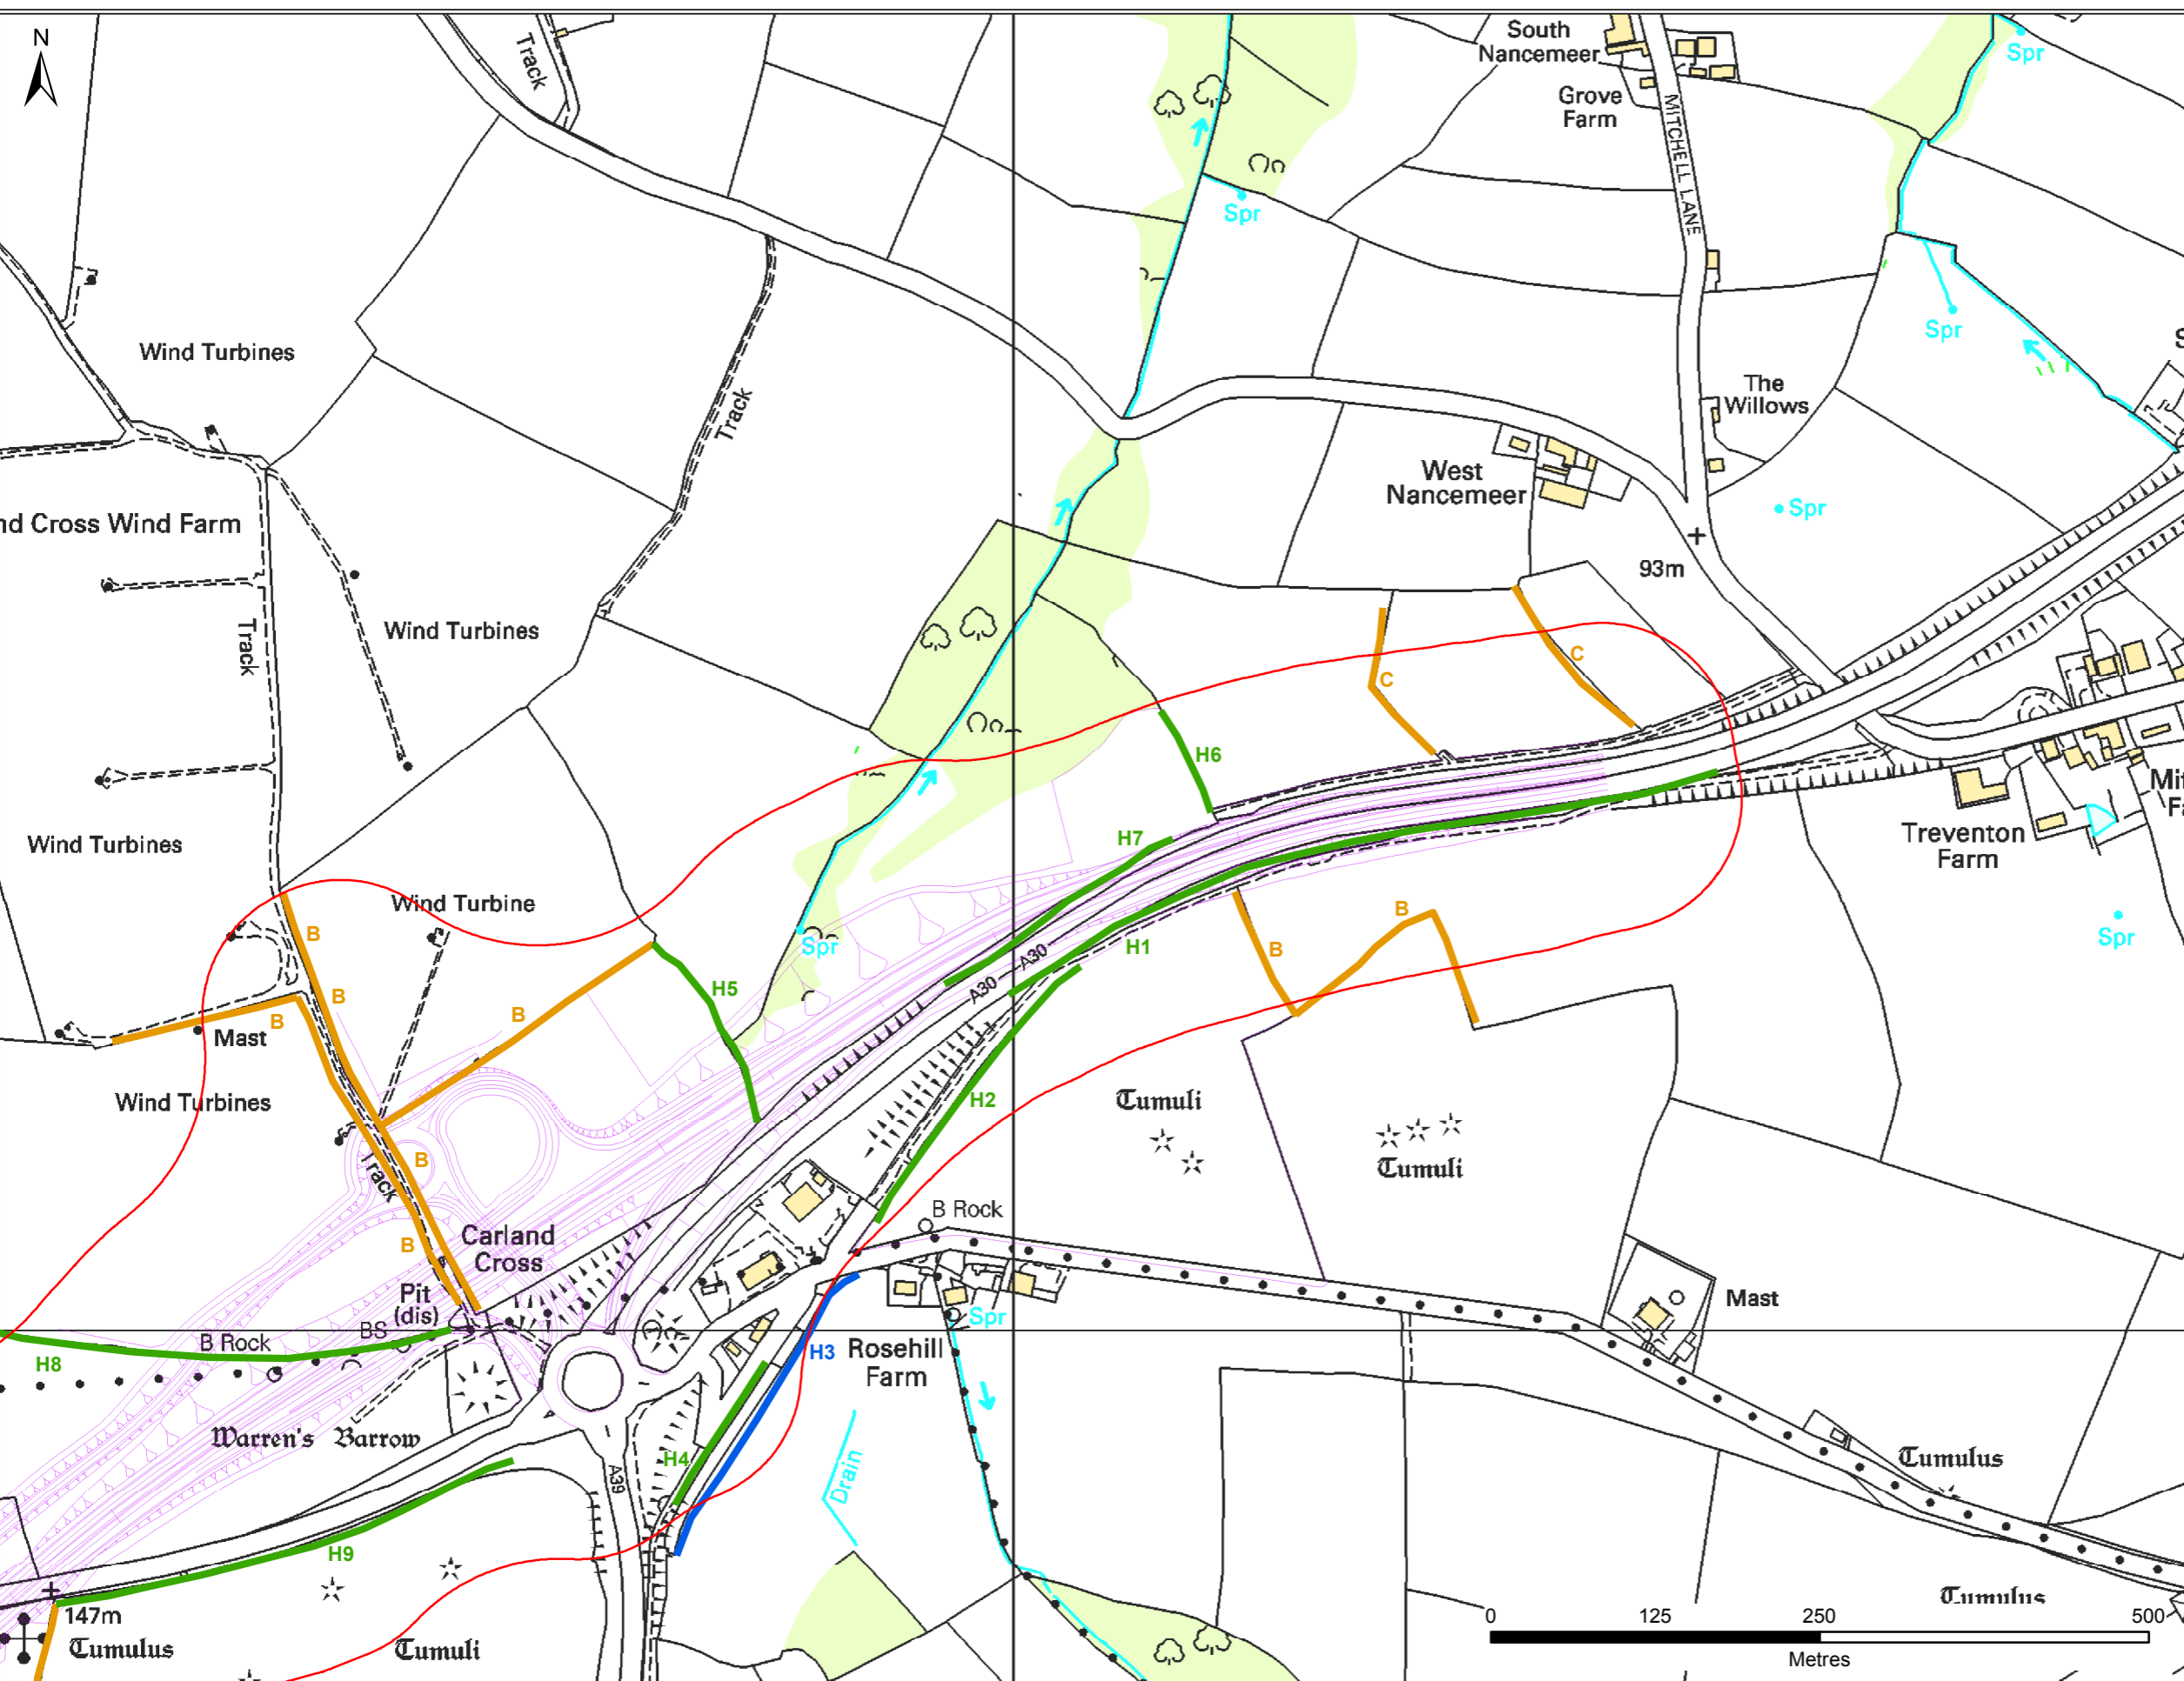 N
Track
South
Nancemeer
Grove
Farm
MITCHELL LANE
Spr
Spr
Spr
Wind Turbines
Track
The
Willows
West
Nancemeer
Spr
nd Cross Wind Farm
93m
Track
Wind Turbines
C
C
H6
Wind Turbines
H7
Treventon
Farm
Wind Turbine
B
B
Spr
A30
A30
H1
B
B
Spr
H5
B
B
B
Mast
Wind Turbines
H2
Tumuli
Tumuli
Track
B
B
Carland
Cross
B Rock
Pit
(dis)
BS
B Rock
H8
Spr
Mast
H3
Rosehill
Farm
Warren's Barrow
H4
A39
Drain
H9
Tumulus
147m
Tumulus
Tumuli
Tumulus
0 125 250 500
Metres